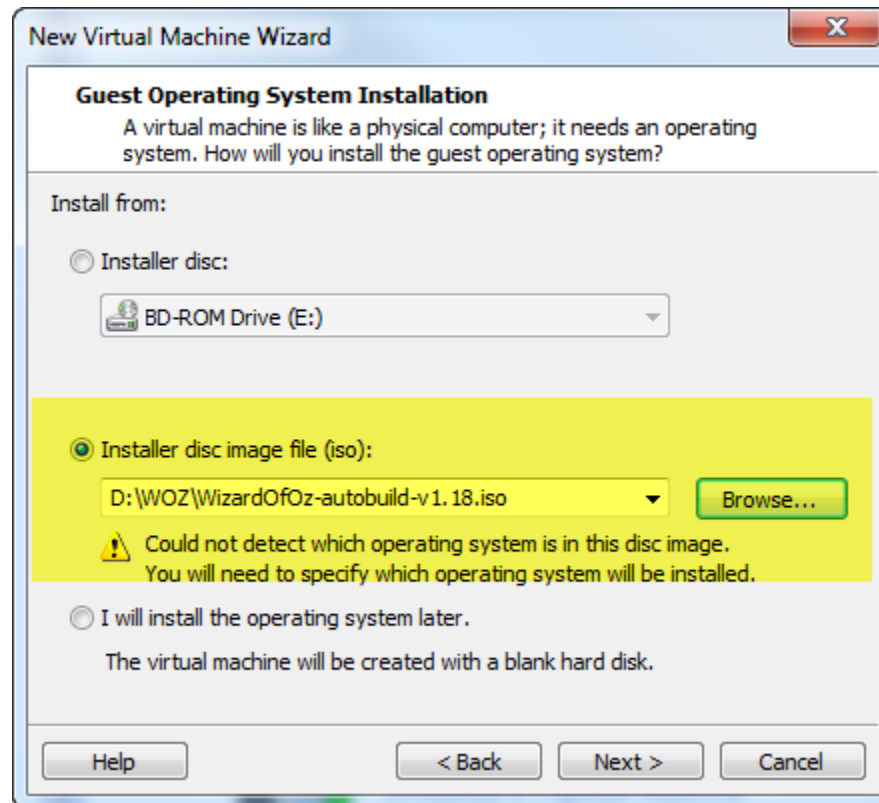 New Virtual Machine Wizard
Guest Operating System Installation
A virtual machine is like a physical computer; it needs an operating
system. How will you install the guest operating system?
Install from:
Installer disc:
BD-ROM Drive (E:)
Installer disc image file (iso):
D:\WOZ\WizardOfOz-autobuild-v1.18.iso
Browse...
Could not detect which operating system is in this disc image.
You will need to specify which operating system will be installed.
I will install the operating system later.
The virtual machine will be created with a blank hard disk.
Help < Back Next > Cancel